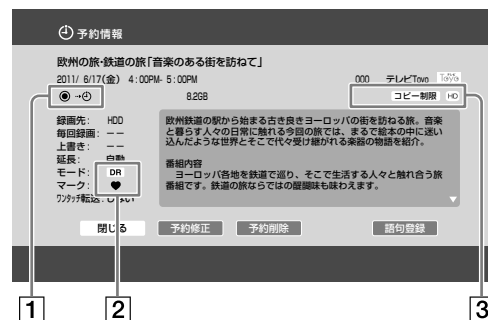 予約情報
欧州の旅・鉄道の旅「音楽のある街を訪ねて」
2011/ 6/17(金) 4:00PM- 5:00PM 000 テレビToyo Toyo
8.2GB コピー制限 HD
録画先: HDD
毎回録画: －－
上書き: －－
延長: 自動
モード: DR
マーク: ♥
ワンタッチ転送: しない
欧州鉄道の駅から始まる古き良きヨーロッパの街を訪ねる旅。音楽
と暮らす人々の日常に触れる今回の旅では、まるで絵本の中に迷い
込んだような世界とそこで代々受け継がれる楽器の物語を紹介。
番組内容
ヨーロッパ各地を鉄道で巡り、そこで生活する人々と触れ合う旅
番組です。鉄道の旅ならではの醍醐味も味わえます。
閉じる 予約修正 予約削除 語句登録
1 2 3